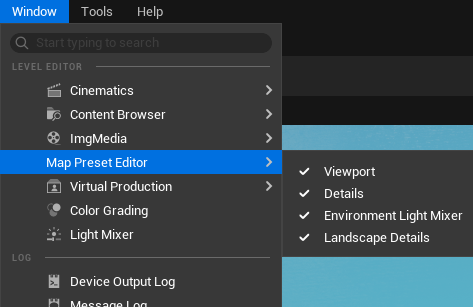 Window Tools Help
Start typing to search
LEVEL EDITOR
Cinematics
Content Browser
ImgMedia
Map Preset Editor
Virtual Production
Color Grading
Light Mixer
LOG
Device Output Log
Message Log
Viewport
Details
Environment Light Mixer
Landscape Details